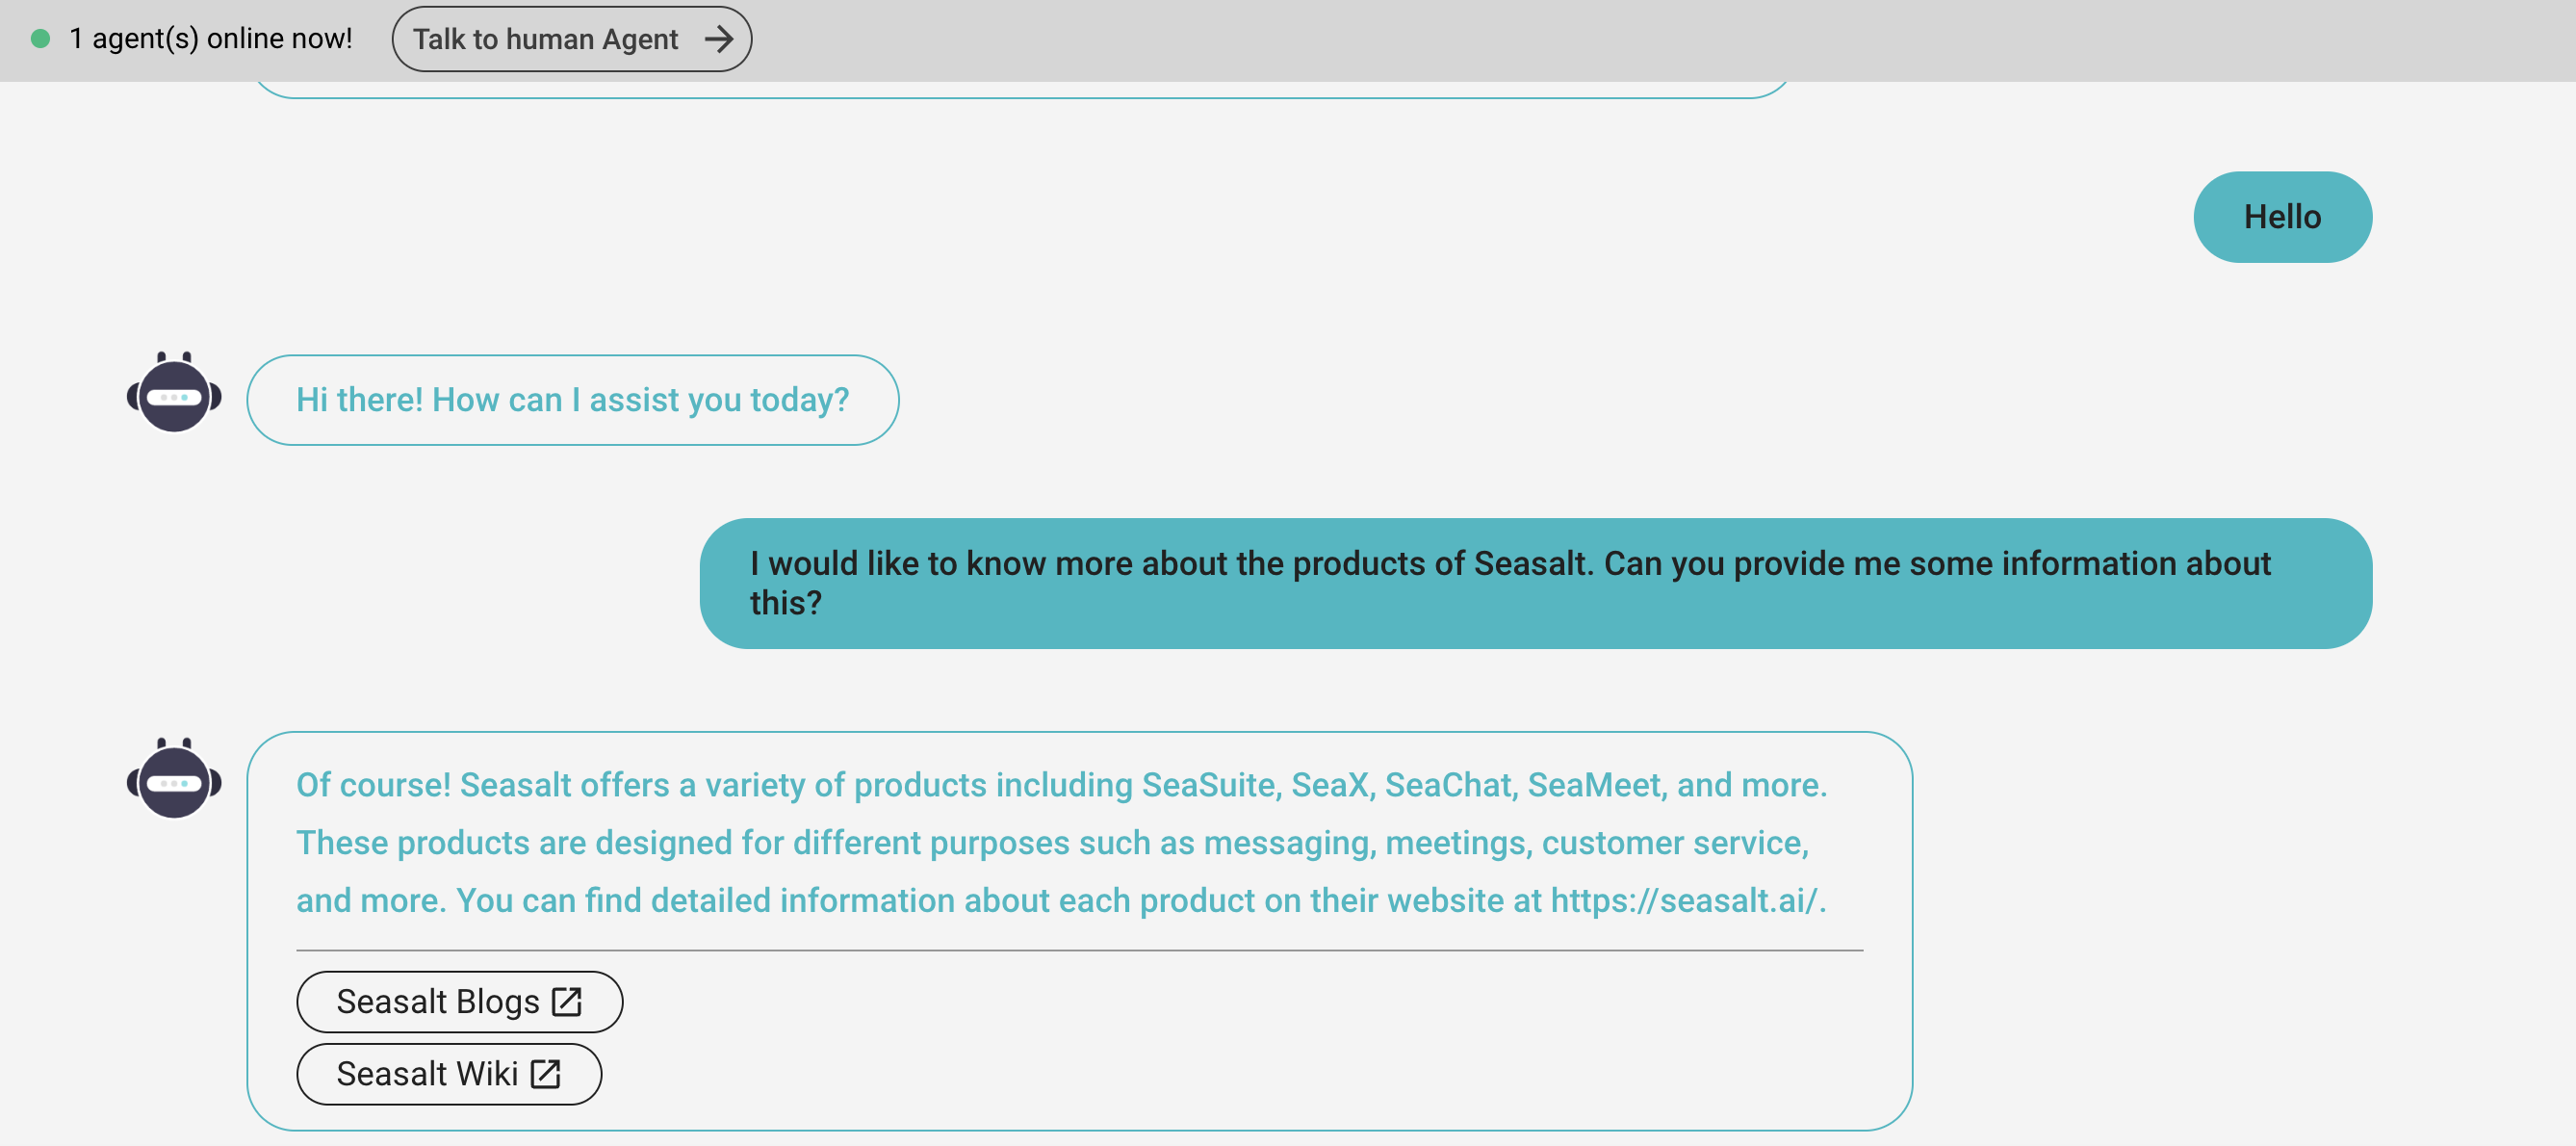 1 agent(s) online now!
Talk to human Agent
Hello
Hi there! How can I assist you today?
I would like to know more about the products of Seasalt. Can you provide me some information about
this?
Of course! Seasalt offers a variety of products including SeaSuite, SeaX, SeaChat, SeaMeet, and more.
These products are designed for different purposes such as messaging, meetings, customer service,
and more. You can find detailed information about each product on their website at https://seasalt.ai/.
Seasalt Blogs
Seasalt Wiki